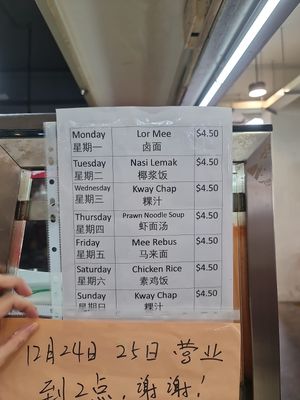 Monday Lor Mee $4.50
星期一 卤面
Tuesday Nasi Lemak $4.50
星期二 椰浆饭
Wednesday Kway Chap $4.50
星期三 粿汁
Thursday Prawn Noodle Soup $4.50
星期四 虾面汤
Friday Mee Rebus $4.50
星期五 马来面
Saturday Chicken Rice $4.50
星期六 素鸡饭
Sunday Kway Chap $4.50
星期日 粿汁
12月24日 25日 营业
到2点, 谢谢!